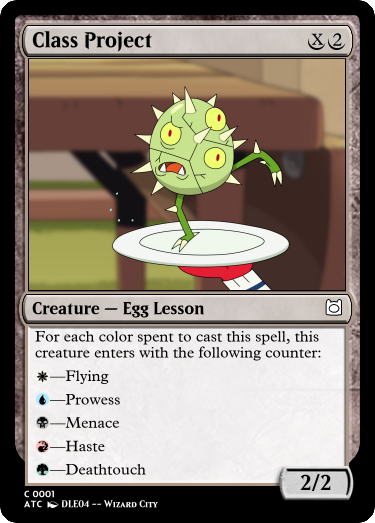 Class Project X 2
Creature — Egg Lesson
For each color spent to cast this spell, this
creature enters with the following counter:
—Flying
—Prowess
—Menace
—Haste
—Deathtouch
2/2
C 0001
ATC DLE04 -- Wizard City